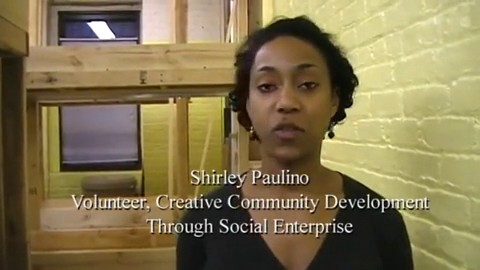 Shirley Paulino
Volunteer, Creative Community Development
Through Social Enterprise